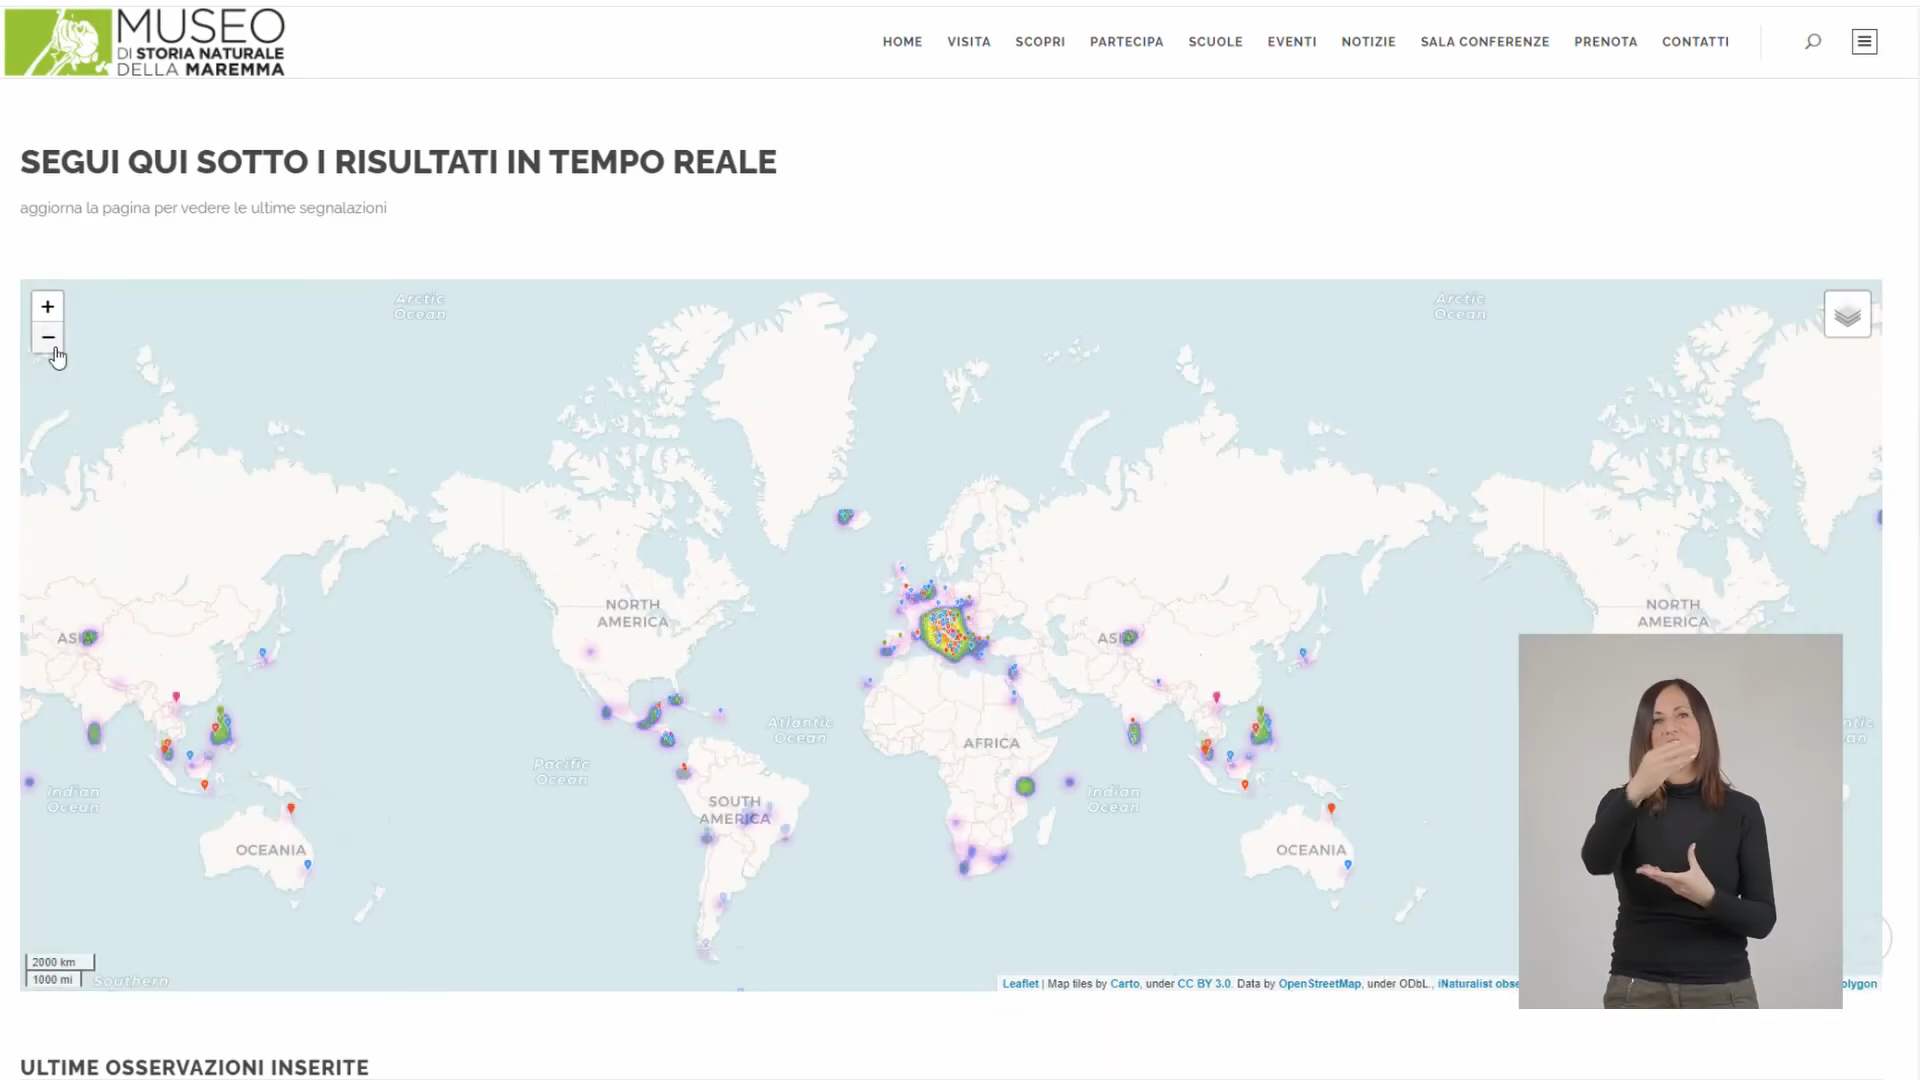 MUSEO
DI STORIA NATURALE
DELLA MAREMMA
HOME VISITA SCOPRI PARTECIPA SCUOLE EVENTI NOTIZIE SALA CONFERENZE PRENOTA CONTATTI
SEGUI QUI SOTTO I RISULTATI IN TEMPO REALE
aggiorna la pagina per vedere le ultime segnalazioni
+
−
Arctic
Ocean
Arctic
Ocean
NORTH
AMERICA
NORTH
AMERICA
ASIA
ASIA
Atlantic
Ocean
AFRICA
Pacific
Ocean
Indian
Ocean
Indian
Ocean
SOUTH
AMERICA
OCEANIA
OCEANIA
2000 km
1000 mi
Southern
Leaflet | Map tiles by Carto, under CC BY 3.0. Data by OpenStreetMap, under ODbL., iNaturalist obse
olygon
ULTIME OSSERVAZIONI INSERITE